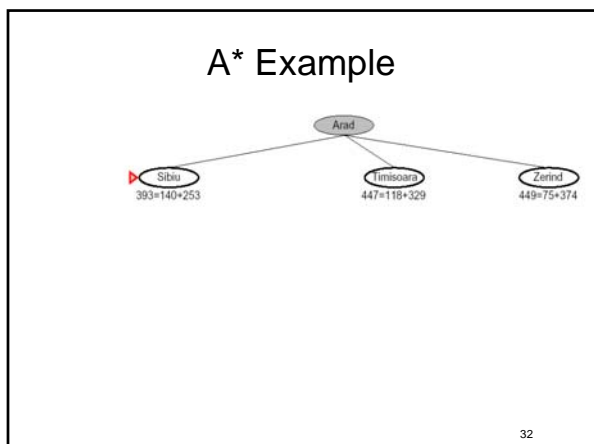 A* Example
Arad
Sibiu Timisoara Zerind
393=140+253 447=118+329 449=75+374
32